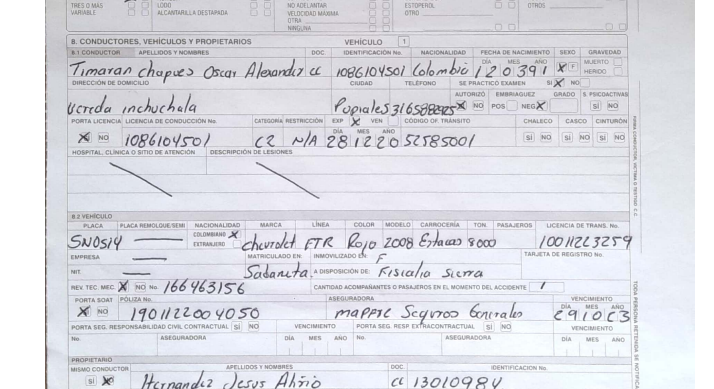 TRES O MÁS
VARIABLE
LODO
ALCANTARILLA DESTAPADA
NO ADELANTAR
VELOCIDAD MÁXIMA
OTRA
NINGUNA
ESTOPEROL
OTRO
OTROS
8. CONDUCTORES, VEHÍCULOS Y PROPIETARIOS VEHÍCULO 1
8.1 CONDUCTOR APELLIDOS Y NOMBRES DOC. IDENTIFICACIÓN No. NACIONALIDAD FECHA DE NACIMIENTO SEXO GRAVEDAD
DÍA MES AÑO
Timaran chapues Oscar Alexander cc 1086104501 Colombia 120391 X F MUERTO
HERIDO
DIRECCIÓN DE DOMICILIO CIUDAD TELÉFONO SE PRACTICÓ EXAMEN SI X NO
AUTORIZÓ EMBRIAGUEZ GRADO S. PSICOACTIVAS
Vereda inchuchala Pupiales X NO POS NEG X SI NO
PORTA LICENCIA LICENCIA DE CONDUCCIÓN No. CATEGORÍA RESTRICCIÓN EXP X VEN CÓDIGO OF. TRÁNSITO CHALECO CASCO CINTURÓN
DÍA MES AÑO
X NO 1086104501 C2 N/A 281220 52585001 SI NO SI NO SI NO
HOSPITAL, CLÍNICA O SITIO DE ATENCIÓN DESCRIPCIÓN DE LESIONES
8.2 VEHÍCULO
PLACA PLACA REMOLQUE/SEMI NACIONALIDAD MARCA LÍNEA COLOR MODELO CARROCERÍA TON. PASAJEROS LICENCIA DE TRANS. No.
COLOMBIANO X
SNO514 EXTRANJERO chevrolet FTR Rojo 2008 Estacas 8000 10011223259
EMPRESA MATRICULADO EN: INMOVILIZADO EN: F TARJETA DE REGISTRO No.
NIT. Sabaneta A DISPOSICIÓN DE: Fiscalia sierra
REV. TEC. MEC. X NO No. 166463156 CANTIDAD ACOMPAÑANTES O PASAJEROS EN EL MOMENTO DEL ACCIDENTE 1
PORTA SOAT PÓLIZA No. ASEGURADORA VENCIMIENTO
DÍA MES AÑO
X NO 1901122004050 mapfre Seguros Generales
PORTA SEG. RESPONSABILIDAD CIVIL CONTRACTUAL SI NO VENCIMIENTO PORTA SEG. RESP EXTRACONTRACTUAL SI NO VENCIMIENTO
No. ASEGURADORA DÍA MES AÑO No. ASEGURADORA DÍA MES AÑO
PROPIETARIO
MISMO CONDUCTOR APELLIDOS Y NOMBRES DOC. IDENTIFICACIÓN No.
SI X Hernandez Jesus Alirio cc 13010984